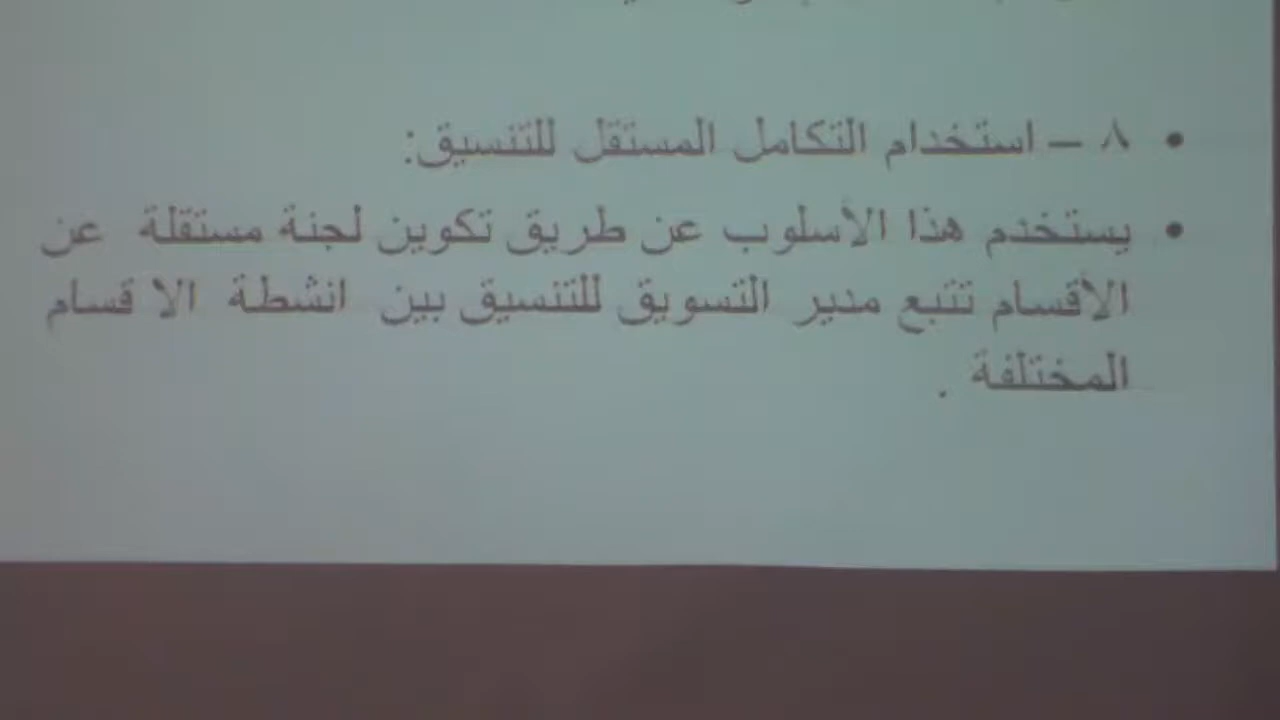 • ٨ – استخدام التكامل المستقل للتنسيق:
• يستخدم هذا الأسلوب عن طريق تكوين لجنة مستقلة عن
الأقسام تتبع مدير التسويق للتنسيق بين انشطة الا قسام
المختلفة .